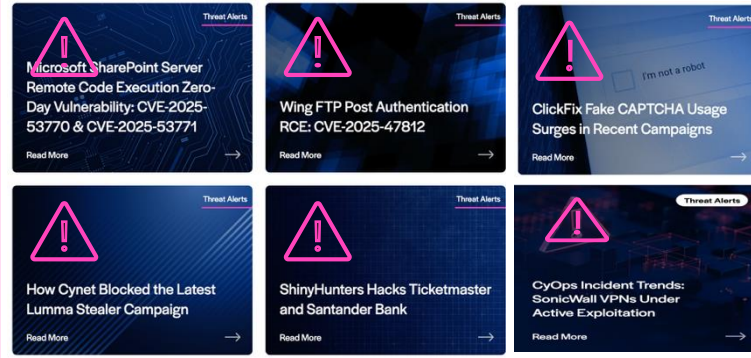 Threat Alerts
Microsoft SharePoint Server
Remote Code Execution Zero-
Day Vulnerability: CVE-2025-
53770 & CVE-2025-53771
Read More
Threat Alerts
Wing FTP Post Authentication
RCE: CVE-2025-47812
Read More
Threat Alerts
I'm not a robot
ClickFix Fake CAPTCHA Usage
Surges in Recent Campaigns
Read More
Threat Alerts
How Cynet Blocked the Latest
Lumma Stealer Campaign
Read More
Threat Alerts
ShinyHunters Hacks Ticketmaster
and Santander Bank
Read More
Threat Alerts
CyOps Incident Trends:
SonicWall VPNs Under
Active Exploitation
Read More